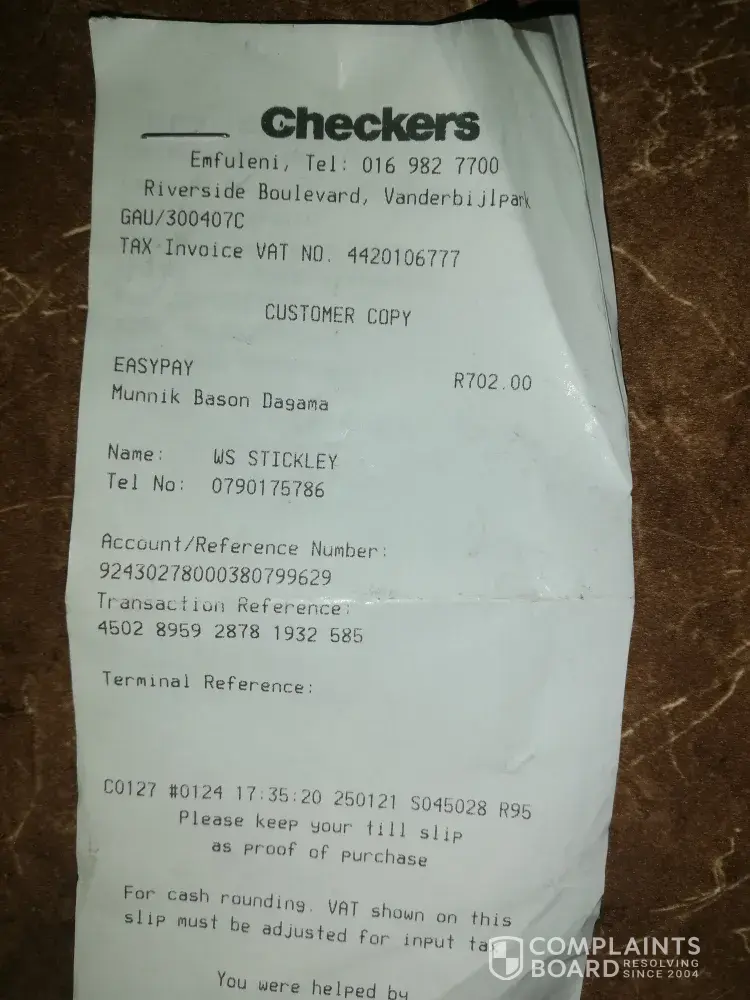 Checkers
Emfuleni, Tel: 016 982 7700
Riverside Boulevard, Vanderbijlpark
GAU/300407C
TAX Invoice VAT NO. 4420106777
CUSTOMER COPY
EASYPAY R702.00
Munnik Bason Dagama
Name: WS STICKLEY
Tel No: 0790175786
Account/Reference Number:
92430278000380799629
Transaction Reference:
4502 8959 2878 1932 585
Terminal Reference:
C0127 #0124 17:35:20 250121 S045028 R95
Please keep your till slip
as proof of purchase
For cash rounding. VAT shown on this
slip must be adjusted for input
You were helped by
COMPLAINTS
BOARD RESOLVING
SINCE 2004